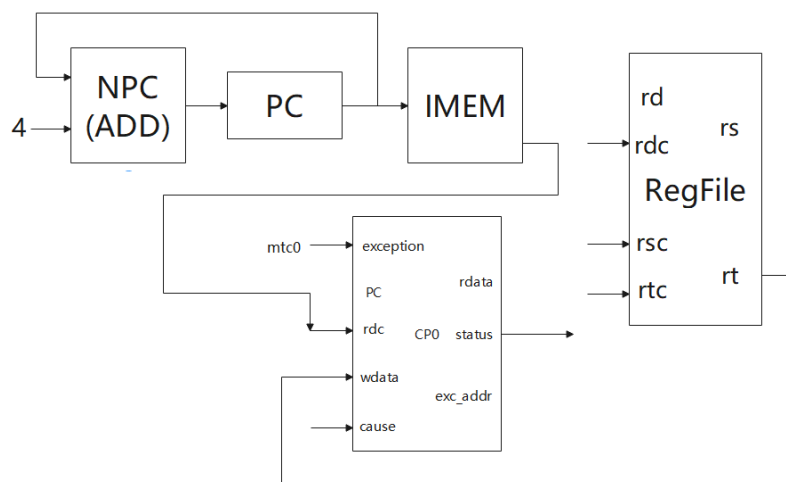 NPC
(ADD)
4
PC
IMEM
rd
rs
rdc
RegFile
rsc
rt
rtc
mtc0
exception
PC
rdata
rdc
CP0
status
wdata
exc_addr
cause